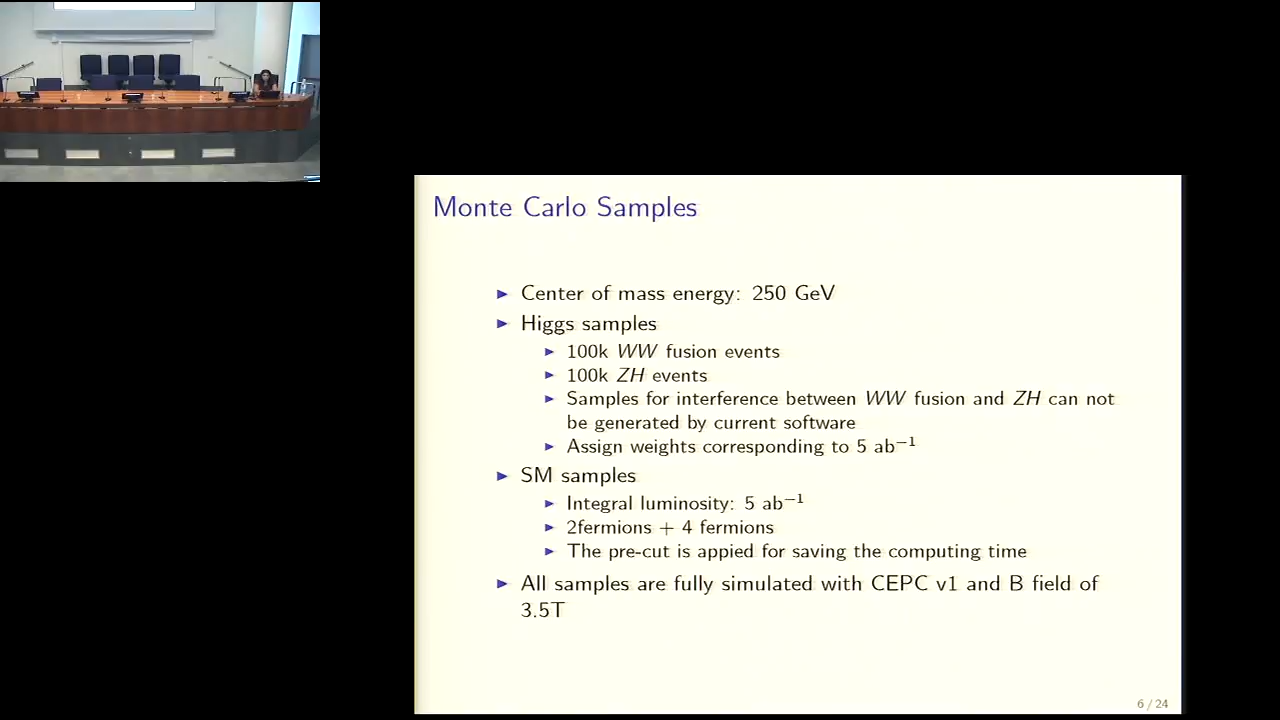 Monte Carlo Samples
► Center of mass energy: 250 GeV
► Higgs samples
► 100k WW fusion events
► 100k ZH events
► Samples for interference between WW fusion and ZH can not
be generated by current software
► Assign weights corresponding to 5 ab⁻¹
► SM samples
► Integral luminosity: 5 ab⁻¹
► 2fermions + 4 fermions
► The pre-cut is appied for saving the computing time
► All samples are fully simulated with CEPC v1 and B field of
3.5T
6 / 24